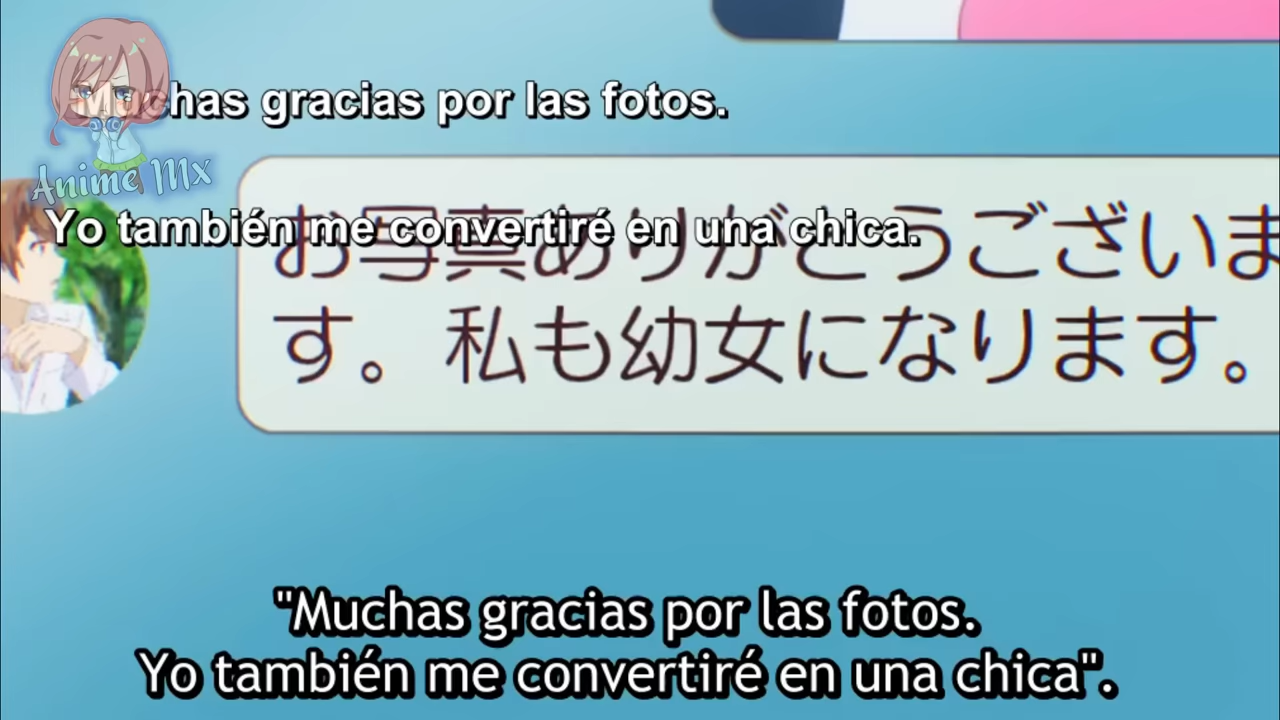 Muchas gracias por las fotos.
Anime Mx
Yo también me convertiré en una chica.
お写真ありがとうございま
す。私も幼女になります。
"Muchas gracias por las fotos.
Yo también me convertiré en una chica".